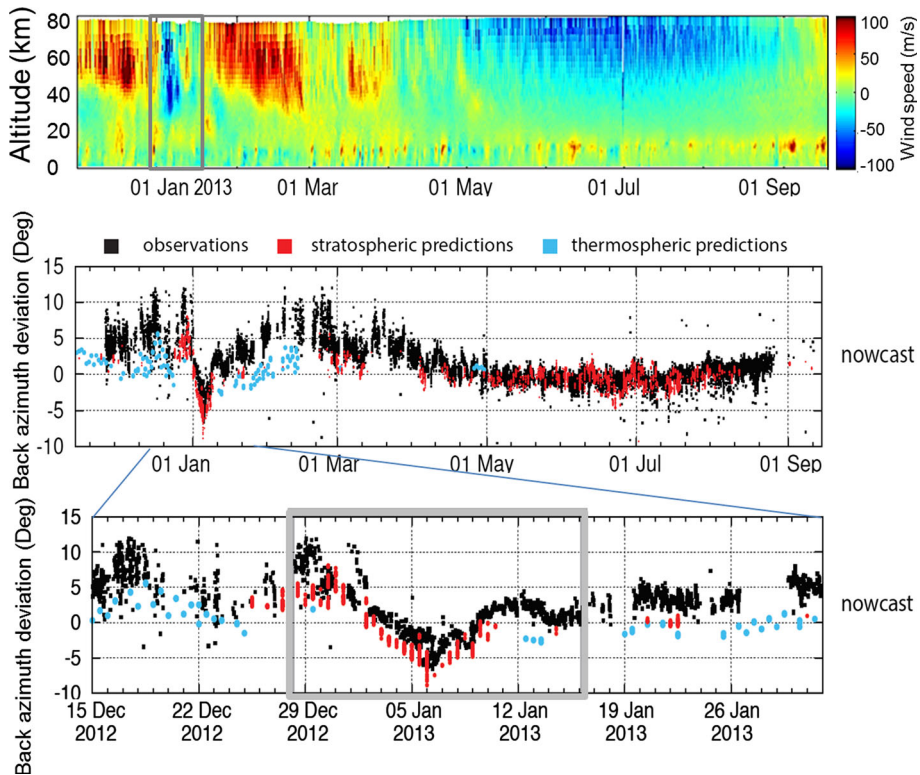 80
60
40
20
0
Altitude (km)
01 Jan 2013
01 Mar
01 May
01 Jul
01 Sep
100
50
0
-50
-100
Wind speed (m/s)
observations
stratospheric predictions
thermospheric predictions
Back azimuth deviation (Deg)
15
10
5
0
-5
-10
01 Jan
01 Mar
01 May
01 Jul
01 Sep
nowcast
Back azimuth deviation (Deg)
15
10
5
0
-5
-10
15 Dec
2012
22 Dec
2012
29 Dec
2012
05 Jan
2013
12 Jan
2013
19 Jan
2013
26 Jan
2013
nowcast